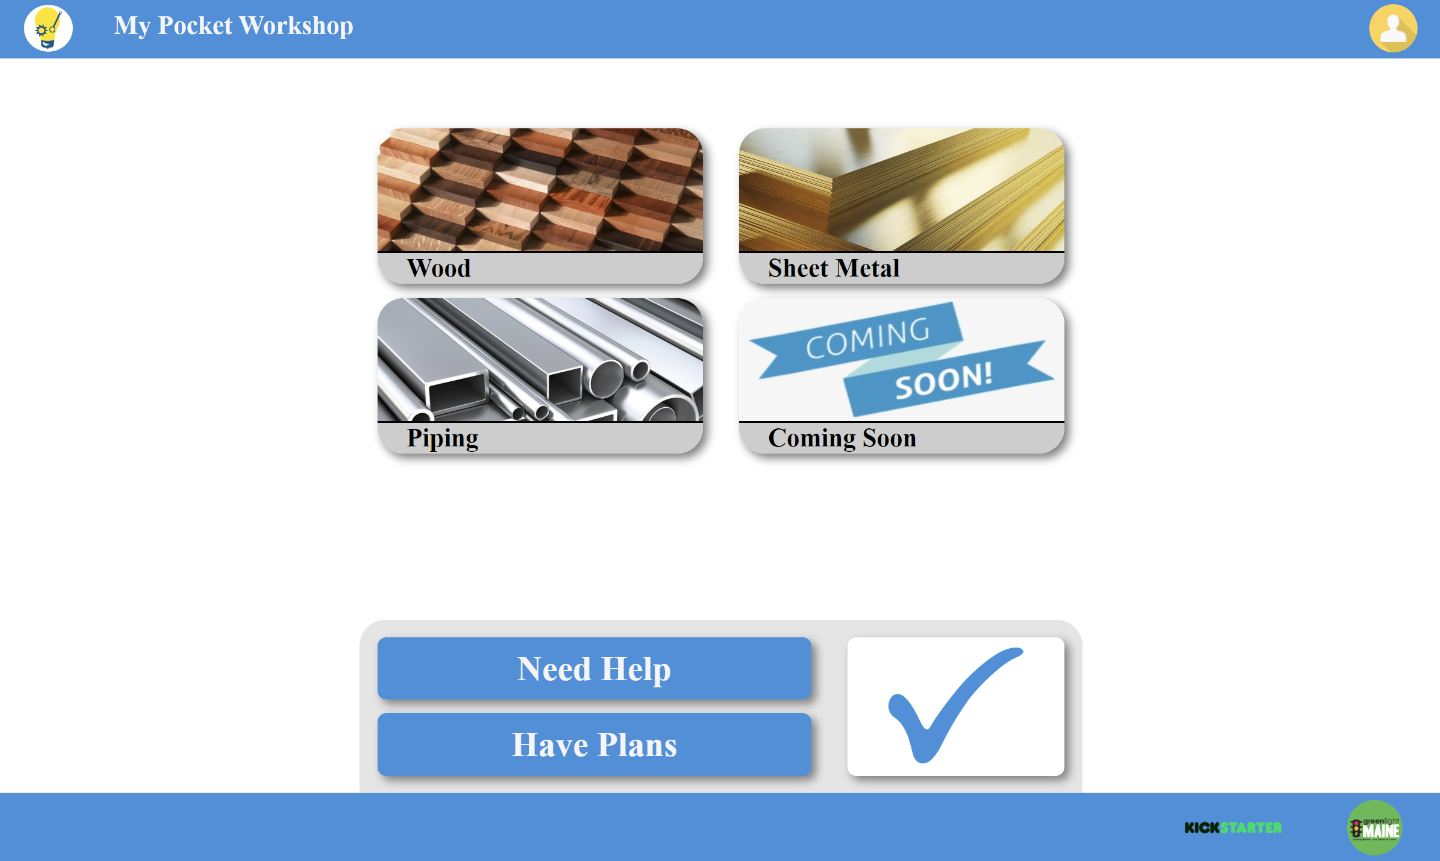 My Pocket Workshop
Wood
Sheet Metal
COMING
SOON!
Piping
Coming Soon
Need Help
Have Plans
KICKSTARTER
greenlight
MAINE